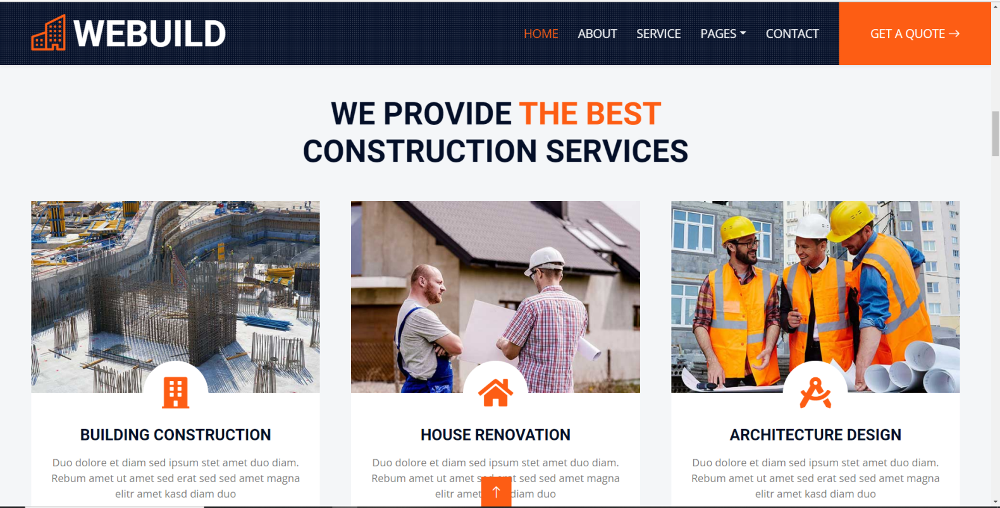 WEBUILD
HOME ABOUT SERVICE PAGES CONTACT GET A QUOTE →
WE PROVIDE THE BEST
CONSTRUCTION SERVICES
BUILDING CONSTRUCTION
Duo dolore et diam sed ipsum stet amet duo diam.
Rebum amet ut amet sed erat sed sed amet magna
elitr amet kasd diam duo
HOUSE RENOVATION
Duo dolore et diam sed ipsum stet amet duo diam.
Rebum amet ut amet sed sed amet magna
elitr amet diam duo
ARCHITECTURE DESIGN
Duo dolore et diam sed ipsum stet amet duo diam.
Rebum amet ut amet sed erat sed sed amet magna
elitr amet kasd diam duo